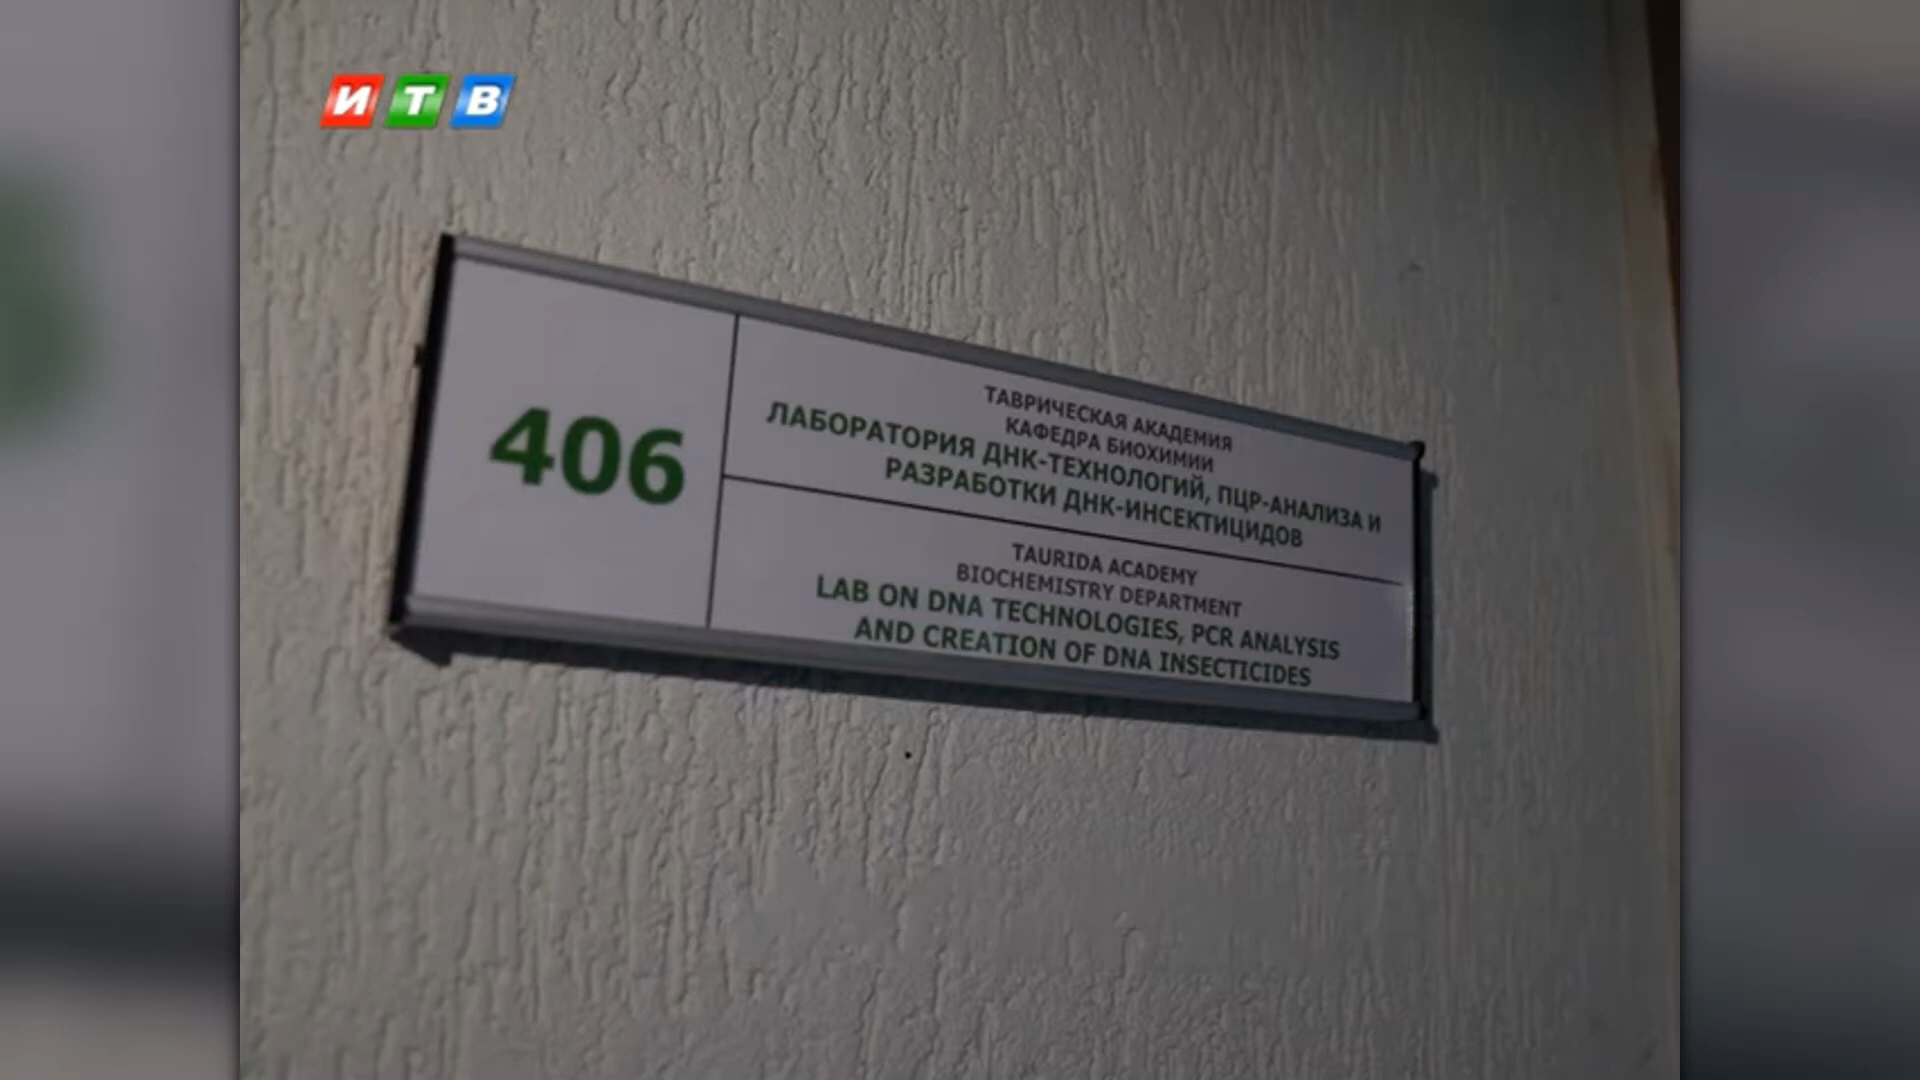 ИТВ
406
ТАВРИЧЕСКАЯ АКАДЕМИЯ
КАФЕДРА БИОХИМИИ
ЛАБОРАТОРИЯ ДНК-ТЕХНОЛОГИЙ, ПЦР-АНАЛИЗА И
РАЗРАБОТКИ ДНК-ИНСЕКТИЦИДОВ
TAURIDA ACADEMY
BIOCHEMISTRY DEPARTMENT
LAB ON DNA TECHNOLOGIES, PCR ANALYSIS
AND CREATION OF DNA INSECTICIDES